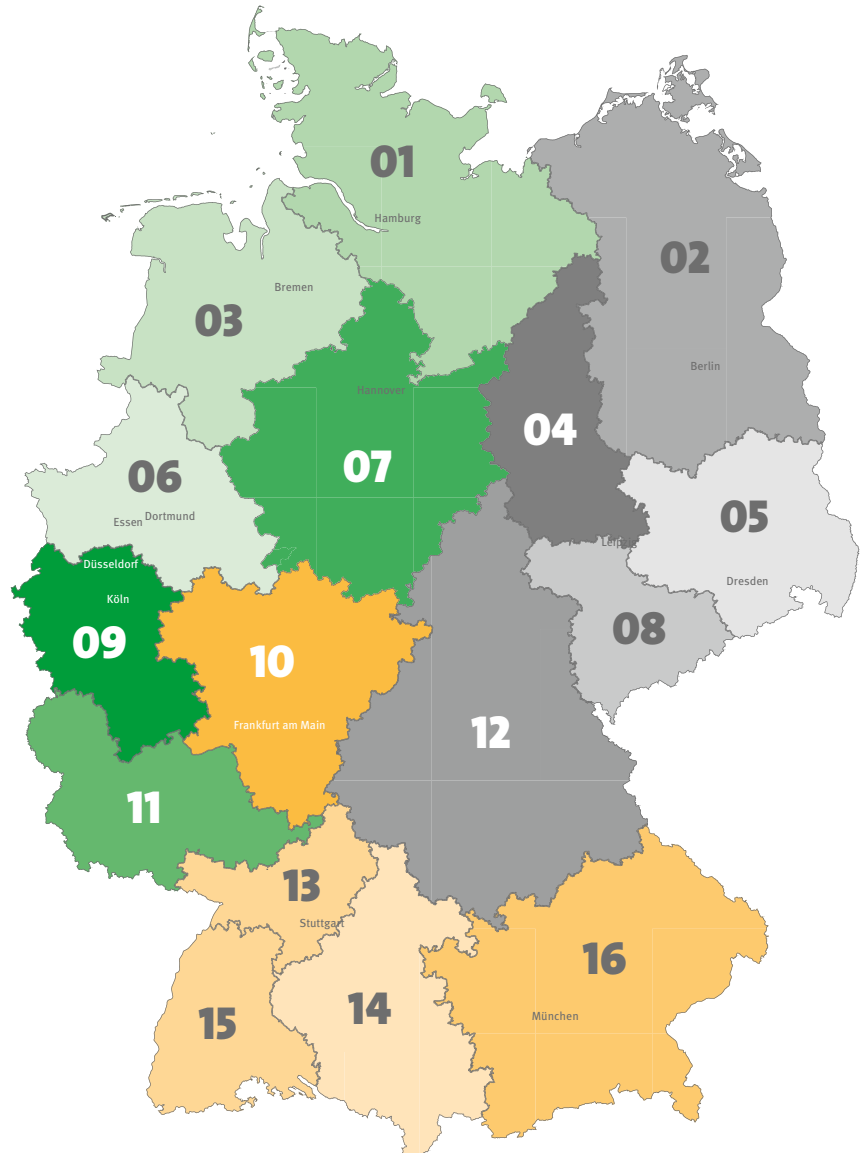 01
Hamburg
02
Bremen
03
Berlin
Hannover
04
07
06
Essen
Dortmund
05
Leipzig
Düsseldorf
Dresden
Köln
08
09
10
Frankfurt am Main
12
11
13
Stuttgart
16
14
München
15